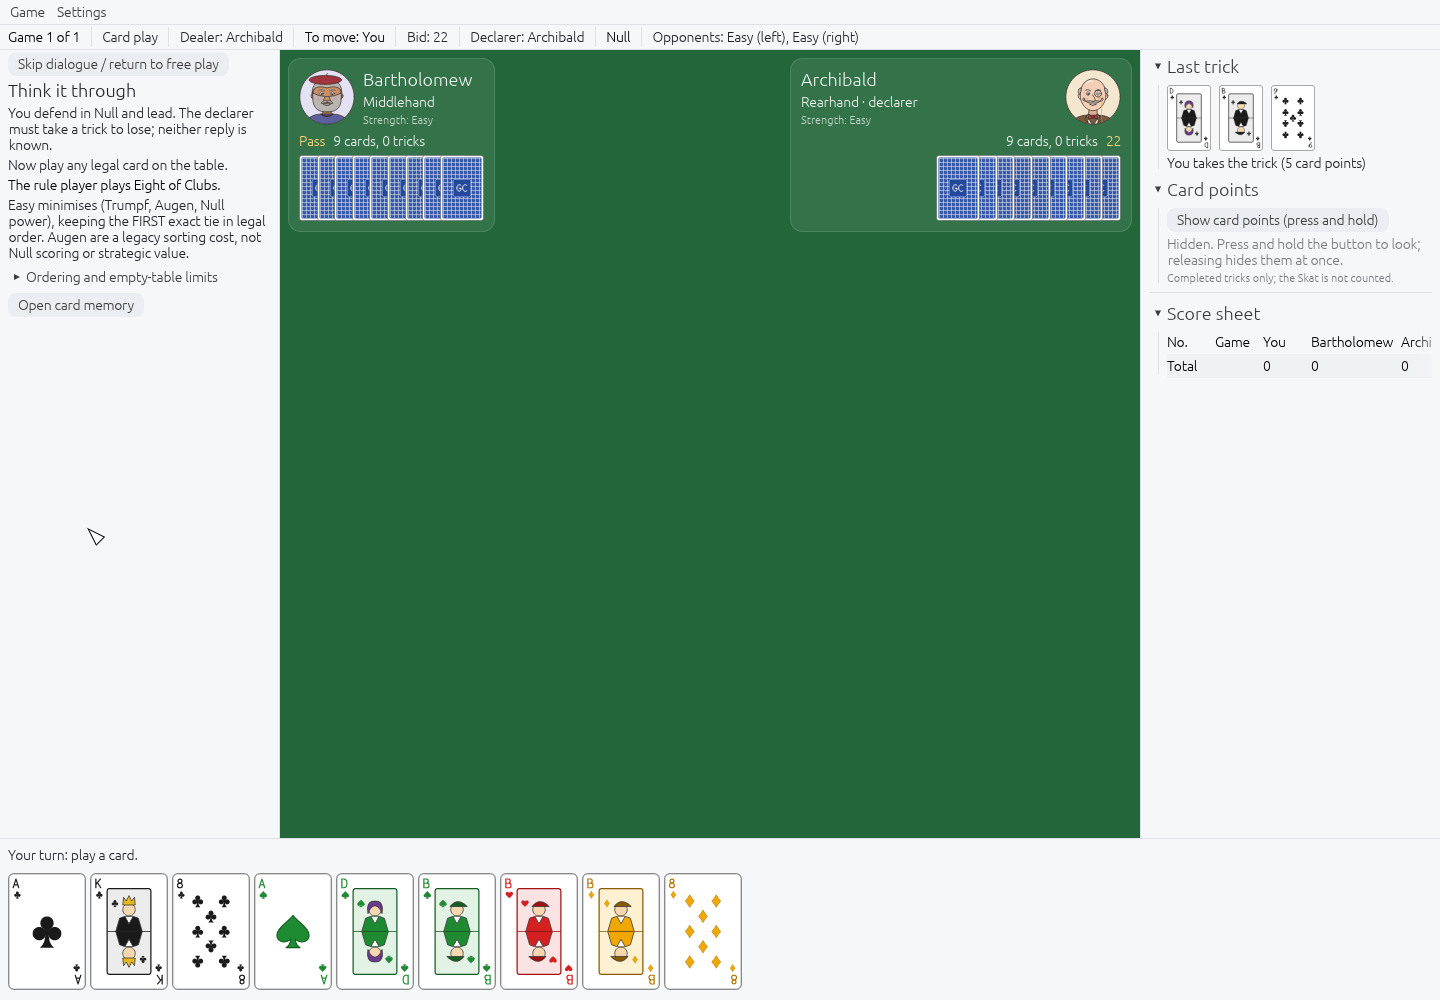 Game Settings
Game 1 of 1 Card play Dealer: Archibald To move: You Bid: 22 Declarer: Archibald Null Opponents: Easy (left), Easy (right)
Skip dialogue / return to free play
Think it through
You defend in Null and lead. The declarer
must take a trick to lose; neither reply is
known.
Now play any legal card on the table.
The rule player plays Eight of Clubs.
Easy minimises (Trumpf, Augen, Null
power), keeping the FIRST exact tie in legal
order. Augen are a legacy sorting cost, not
Null scoring or strategic value.
Ordering and empty-table limits
Open card memory
Bartholomew
Middlehand
Strength: Easy
Pass 9 cards, 0 tricks
GC
Archibald
Rearhand · declarer
Strength: Easy
9 cards, 0 tricks 22
GC
Last trick
D B 9
D B 9
You takes the trick (5 card points)
Card points
Show card points (press and hold)
Hidden. Press and hold the button to look;
releasing hides them at once.
Completed tricks only; the Skat is not counted.
Score sheet
No. Game You Bartholomew Archi
Total 0 0 0
Your turn: play a card.
A K 8 A D B B B 8
A K 8 A D B B B 8